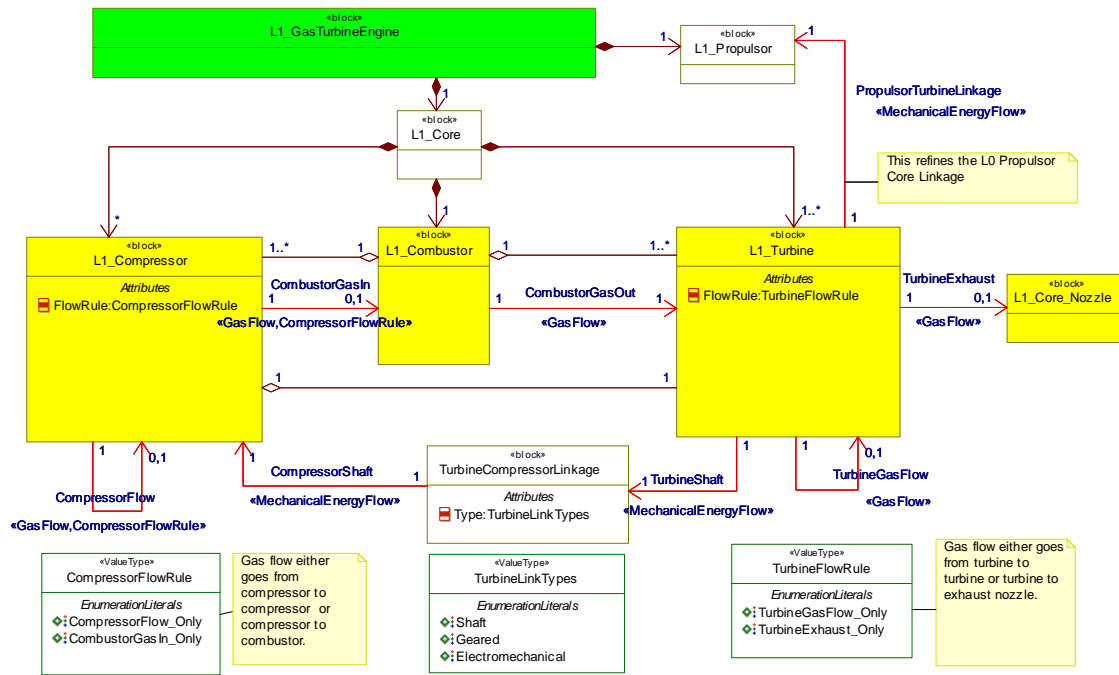 «block»
L1_GasTurbineEngine
1
«block»
L1_Propulsor
1
PropulsorTurbineLinkage
«MechanicalEnergyFlow»
1
«block»
L1_Core
This refines the L0 Propulsor
Core Linkage
*
1
1..*
1
«block»
L1_Compressor
Attributes
FlowRule:CompressorFlowRule
1..*
1
CombustorGasIn
1
0,1
«GasFlow,CompressorFlowRule»
«block»
L1_Combustor
1
1..*
CombustorGasOut
1
1
«GasFlow»
«block»
L1_Turbine
Attributes
FlowRule:TurbineFlowRule
TurbineExhaust
1
0,1
«GasFlow»
«block»
L1_Core_Nozzle
1
1
1
0,1
CompressorFlow
«GasFlow,CompressorFlowRule»
1
CompressorShaft
1
«MechanicalEnergyFlow»
«block»
TurbineCompressorLinkage
Attributes
Type:TurbineLinkTypes
1
TurbineShaft
1
«MechanicalEnergyFlow»
1
0,1
TurbineGasFlow
«GasFlow»
«ValueType»
CompressorFlowRule
EnumerationLiterals
CompressorFlow_Only
CombustorGasIn_Only
Gas flow either
goes from
compressor to
compressor or
compressor to
combustor.
«ValueType»
TurbineLinkTypes
EnumerationLiterals
Shaft
Geared
Electromechanical
«ValueType»
TurbineFlowRule
EnumerationLiterals
TurbineGasFlow_Only
TurbineExhaust_Only
Gas flow either goes
from turbine to
turbine or turbine to
exhaust nozzle.